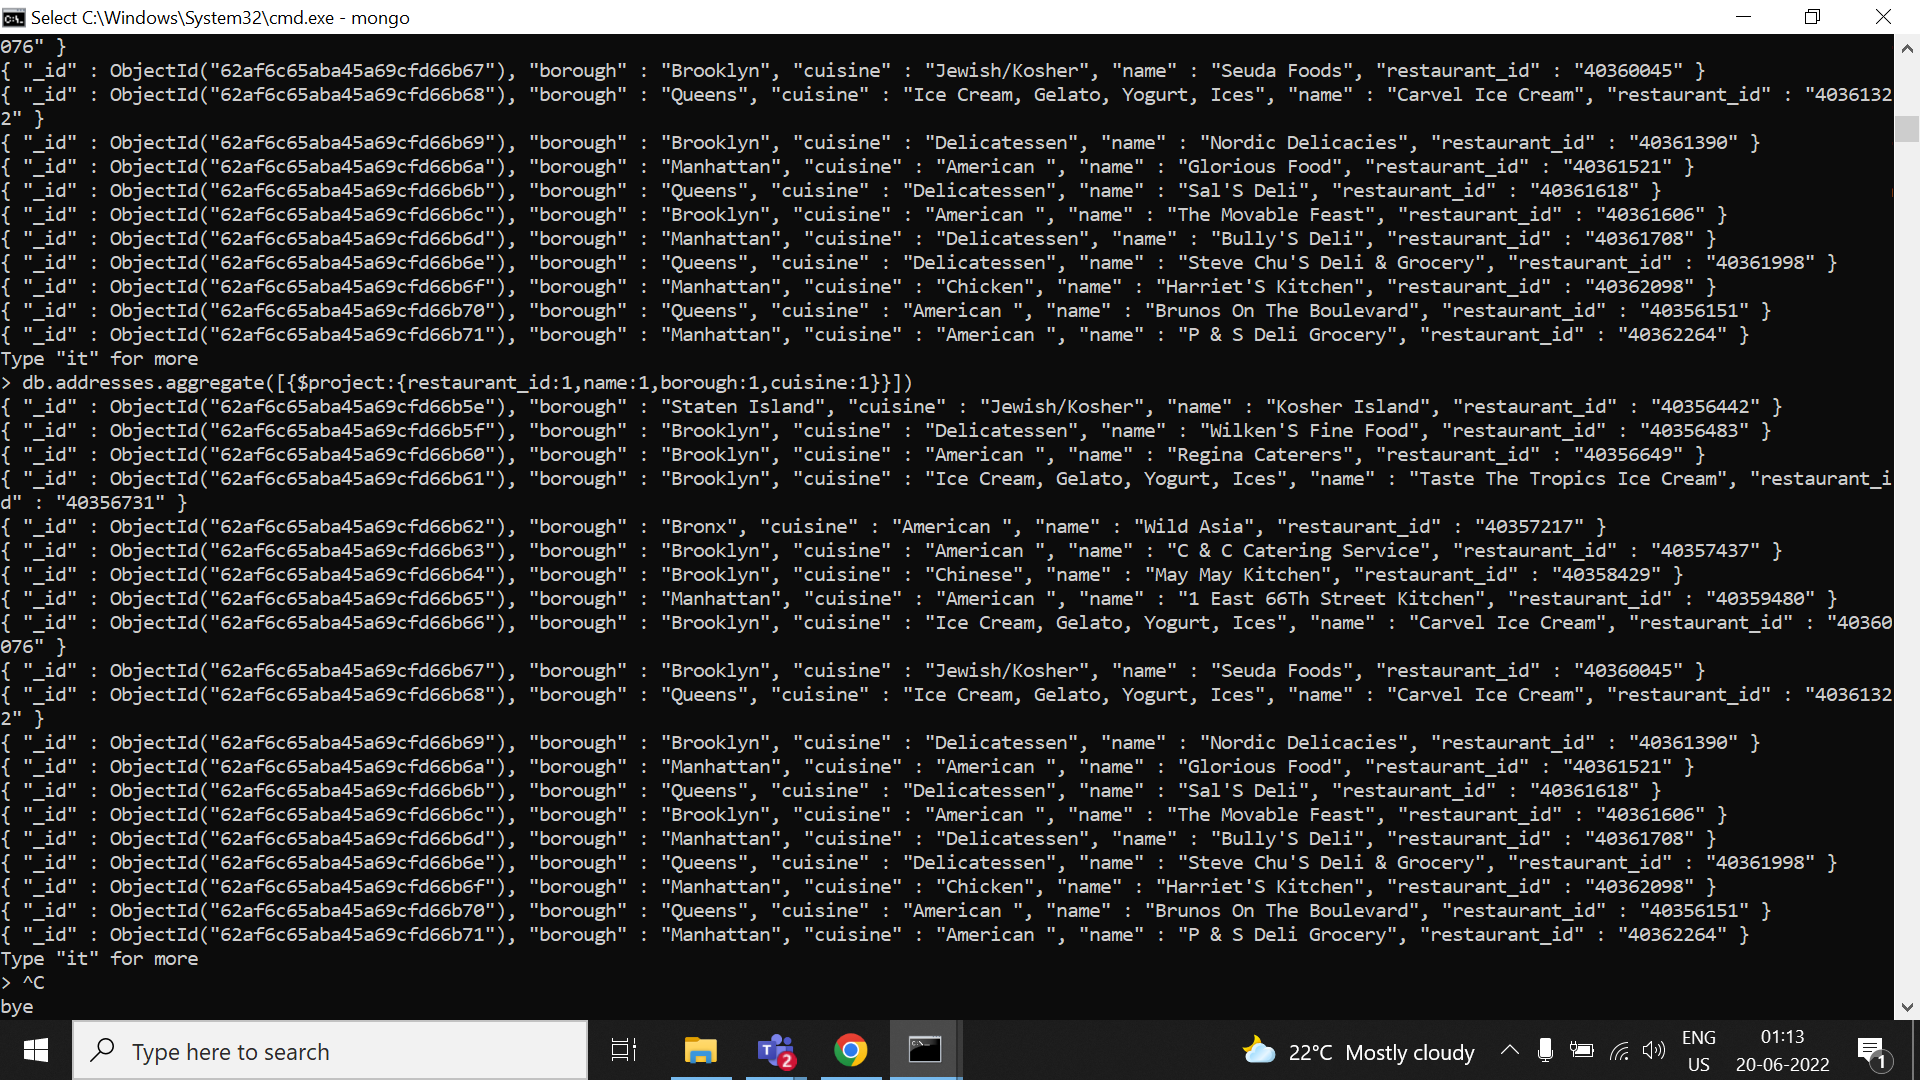 Select C:\Windows\System32\cmd.exe - mongo
076" }
{ "_id" : ObjectId("62af6c65aba45a69cfd66b67"), "borough" : "Brooklyn", "cuisine" : "Jewish/Kosher", "name" : "Seuda Foods", "restaurant_id" : "40360045" }
{ "_id" : ObjectId("62af6c65aba45a69cfd66b68"), "borough" : "Queens", "cuisine" : "Ice Cream, Gelato, Yogurt, Ices", "name" : "Carvel Ice Cream", "restaurant_id" : "4036132
2" }
{ "_id" : ObjectId("62af6c65aba45a69cfd66b69"), "borough" : "Brooklyn", "cuisine" : "Delicatessen", "name" : "Nordic Delicacies", "restaurant_id" : "40361390" }
{ "_id" : ObjectId("62af6c65aba45a69cfd66b6a"), "borough" : "Manhattan", "cuisine" : "American ", "name" : "Glorious Food", "restaurant_id" : "40361521" }
{ "_id" : ObjectId("62af6c65aba45a69cfd66b6b"), "borough" : "Queens", "cuisine" : "Delicatessen", "name" : "Sal'S Deli", "restaurant_id" : "40361618" }
{ "_id" : ObjectId("62af6c65aba45a69cfd66b6c"), "borough" : "Brooklyn", "cuisine" : "American ", "name" : "The Movable Feast", "restaurant_id" : "40361606" }
{ "_id" : ObjectId("62af6c65aba45a69cfd66b6d"), "borough" : "Manhattan", "cuisine" : "Delicatessen", "name" : "Bully'S Deli", "restaurant_id" : "40361708" }
{ "_id" : ObjectId("62af6c65aba45a69cfd66b6e"), "borough" : "Queens", "cuisine" : "Delicatessen", "name" : "Steve Chu'S Deli & Grocery", "restaurant_id" : "40361998" }
{ "_id" : ObjectId("62af6c65aba45a69cfd66b6f"), "borough" : "Manhattan", "cuisine" : "Chicken", "name" : "Harriet'S Kitchen", "restaurant_id" : "40362098" }
{ "_id" : ObjectId("62af6c65aba45a69cfd66b70"), "borough" : "Queens", "cuisine" : "American ", "name" : "Brunos On The Boulevard", "restaurant_id" : "40356151" }
{ "_id" : ObjectId("62af6c65aba45a69cfd66b71"), "borough" : "Manhattan", "cuisine" : "American ", "name" : "P & S Deli Grocery", "restaurant_id" : "40362264" }
Type "it" for more
> db.addresses.aggregate([{$project:{restaurant_id:1,name:1,borough:1,cuisine:1}}])
{ "_id" : ObjectId("62af6c65aba45a69cfd66b5e"), "borough" : "Staten Island", "cuisine" : "Jewish/Kosher", "name" : "Kosher Island", "restaurant_id" : "40356442" }
{ "_id" : ObjectId("62af6c65aba45a69cfd66b5f"), "borough" : "Brooklyn", "cuisine" : "Delicatessen", "name" : "Wilken'S Fine Food", "restaurant_id" : "40356483" }
{ "_id" : ObjectId("62af6c65aba45a69cfd66b60"), "borough" : "Brooklyn", "cuisine" : "American ", "name" : "Regina Caterers", "restaurant_id" : "40356649" }
{ "_id" : ObjectId("62af6c65aba45a69cfd66b61"), "borough" : "Brooklyn", "cuisine" : "Ice Cream, Gelato, Yogurt, Ices", "name" : "Taste The Tropics Ice Cream", "restaurant_i
d" : "40356731" }
{ "_id" : ObjectId("62af6c65aba45a69cfd66b62"), "borough" : "Bronx", "cuisine" : "American ", "name" : "Wild Asia", "restaurant_id" : "40357217" }
{ "_id" : ObjectId("62af6c65aba45a69cfd66b63"), "borough" : "Brooklyn", "cuisine" : "American ", "name" : "C & C Catering Service", "restaurant_id" : "40357437" }
{ "_id" : ObjectId("62af6c65aba45a69cfd66b64"), "borough" : "Brooklyn", "cuisine" : "Chinese", "name" : "May May Kitchen", "restaurant_id" : "40358429" }
{ "_id" : ObjectId("62af6c65aba45a69cfd66b65"), "borough" : "Manhattan", "cuisine" : "American ", "name" : "1 East 66Th Street Kitchen", "restaurant_id" : "40359480" }
{ "_id" : ObjectId("62af6c65aba45a69cfd66b66"), "borough" : "Brooklyn", "cuisine" : "Ice Cream, Gelato, Yogurt, Ices", "name" : "Carvel Ice Cream", "restaurant_id" : "40360
076" }
{ "_id" : ObjectId("62af6c65aba45a69cfd66b67"), "borough" : "Brooklyn", "cuisine" : "Jewish/Kosher", "name" : "Seuda Foods", "restaurant_id" : "40360045" }
{ "_id" : ObjectId("62af6c65aba45a69cfd66b68"), "borough" : "Queens", "cuisine" : "Ice Cream, Gelato, Yogurt, Ices", "name" : "Carvel Ice Cream", "restaurant_id" : "4036132
2" }
{ "_id" : ObjectId("62af6c65aba45a69cfd66b69"), "borough" : "Brooklyn", "cuisine" : "Delicatessen", "name" : "Nordic Delicacies", "restaurant_id" : "40361390" }
{ "_id" : ObjectId("62af6c65aba45a69cfd66b6a"), "borough" : "Manhattan", "cuisine" : "American ", "name" : "Glorious Food", "restaurant_id" : "40361521" }
{ "_id" : ObjectId("62af6c65aba45a69cfd66b6b"), "borough" : "Queens", "cuisine" : "Delicatessen", "name" : "Sal'S Deli", "restaurant_id" : "40361618" }
{ "_id" : ObjectId("62af6c65aba45a69cfd66b6c"), "borough" : "Brooklyn", "cuisine" : "American ", "name" : "The Movable Feast", "restaurant_id" : "40361606" }
{ "_id" : ObjectId("62af6c65aba45a69cfd66b6d"), "borough" : "Manhattan", "cuisine" : "Delicatessen", "name" : "Bully'S Deli", "restaurant_id" : "40361708" }
{ "_id" : ObjectId("62af6c65aba45a69cfd66b6e"), "borough" : "Queens", "cuisine" : "Delicatessen", "name" : "Steve Chu'S Deli & Grocery", "restaurant_id" : "40361998" }
{ "_id" : ObjectId("62af6c65aba45a69cfd66b6f"), "borough" : "Manhattan", "cuisine" : "Chicken", "name" : "Harriet'S Kitchen", "restaurant_id" : "40362098" }
{ "_id" : ObjectId("62af6c65aba45a69cfd66b70"), "borough" : "Queens", "cuisine" : "American ", "name" : "Brunos On The Boulevard", "restaurant_id" : "40356151" }
{ "_id" : ObjectId("62af6c65aba45a69cfd66b71"), "borough" : "Manhattan", "cuisine" : "American ", "name" : "P & S Deli Grocery", "restaurant_id" : "40362264" }
Type "it" for more
> ^C
bye
Type here to search
2
22°C Mostly cloudy
ENG
US
01:13
20-06-2022
1